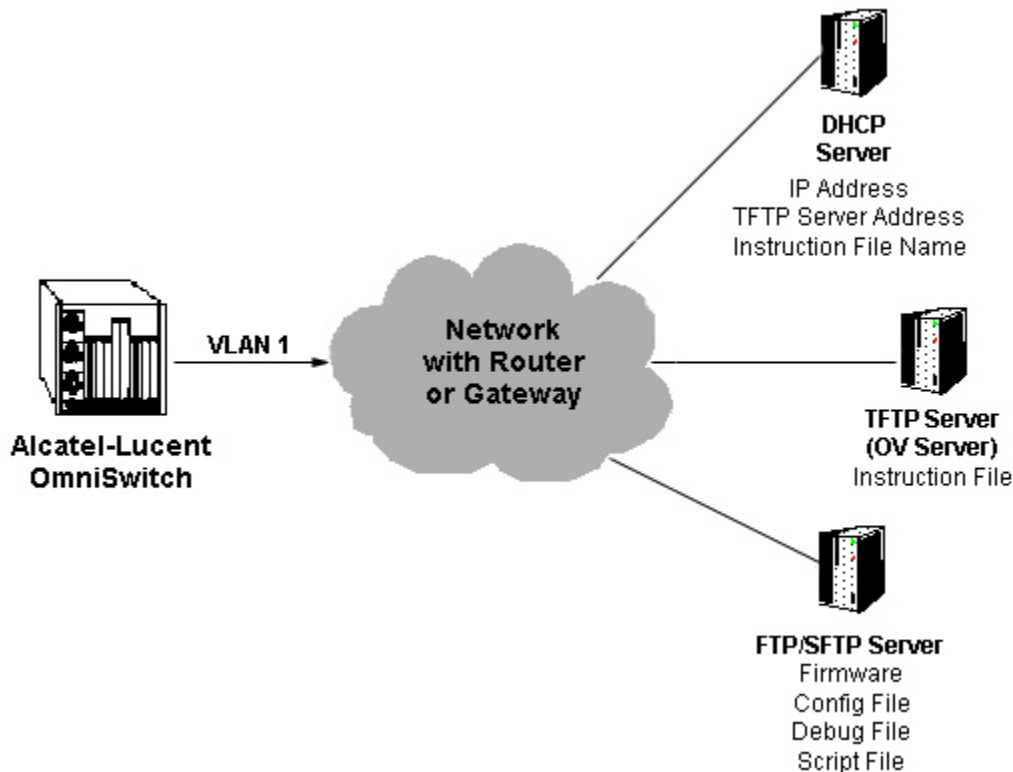 DHCP
Server
IP Address
TFTP Server Address
Instruction File Name
VLAN 1
Network
with Router
or Gateway
Alcatel-Lucent
OmniSwitch
TFTP Server
(OV Server)
Instruction File
FTP/SFTP Server
Firmware
Config File
Debug File
Script File